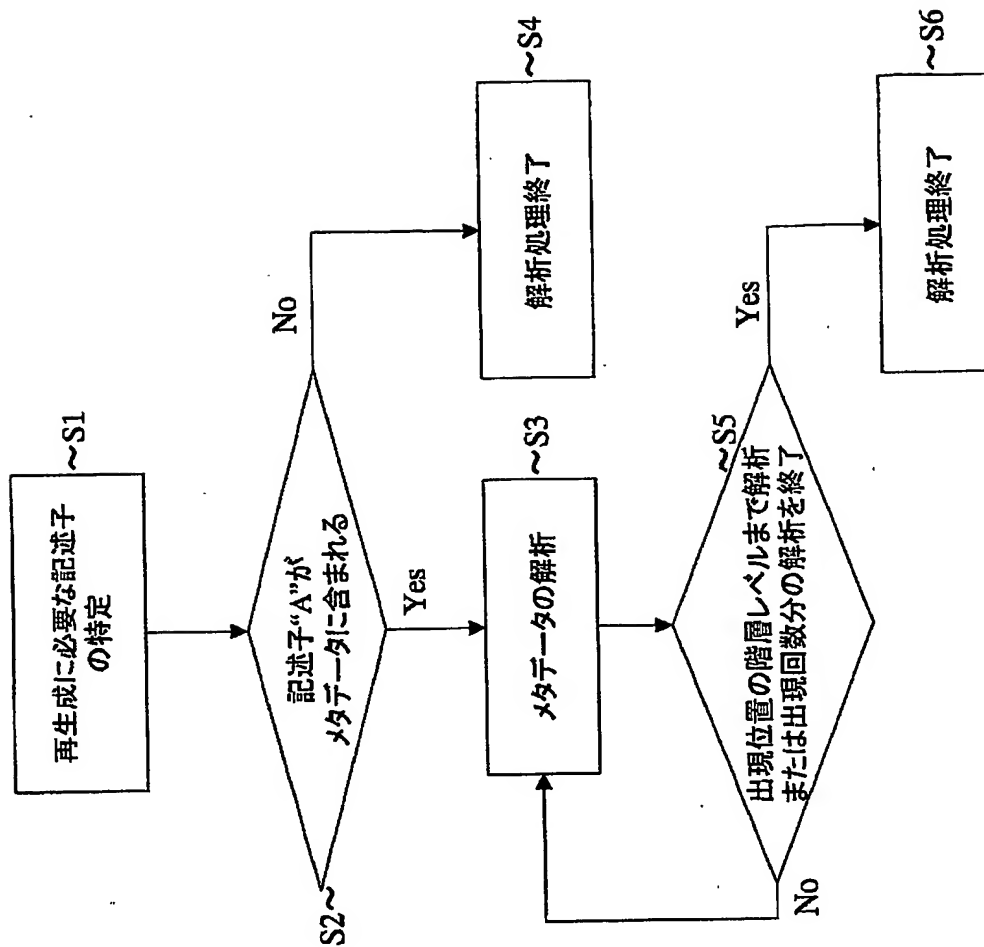 再生成に必要な記述子
の特定
~S1
記述子“A”が
メタデータに含まれる
S2~
No
Yes
解析処理終了
~S4
メタデータの解析
~S3
出現位置の階層レベルまで解析
または出現回数分の解析を終了
~S5
No
Yes
解析処理終了
~S6